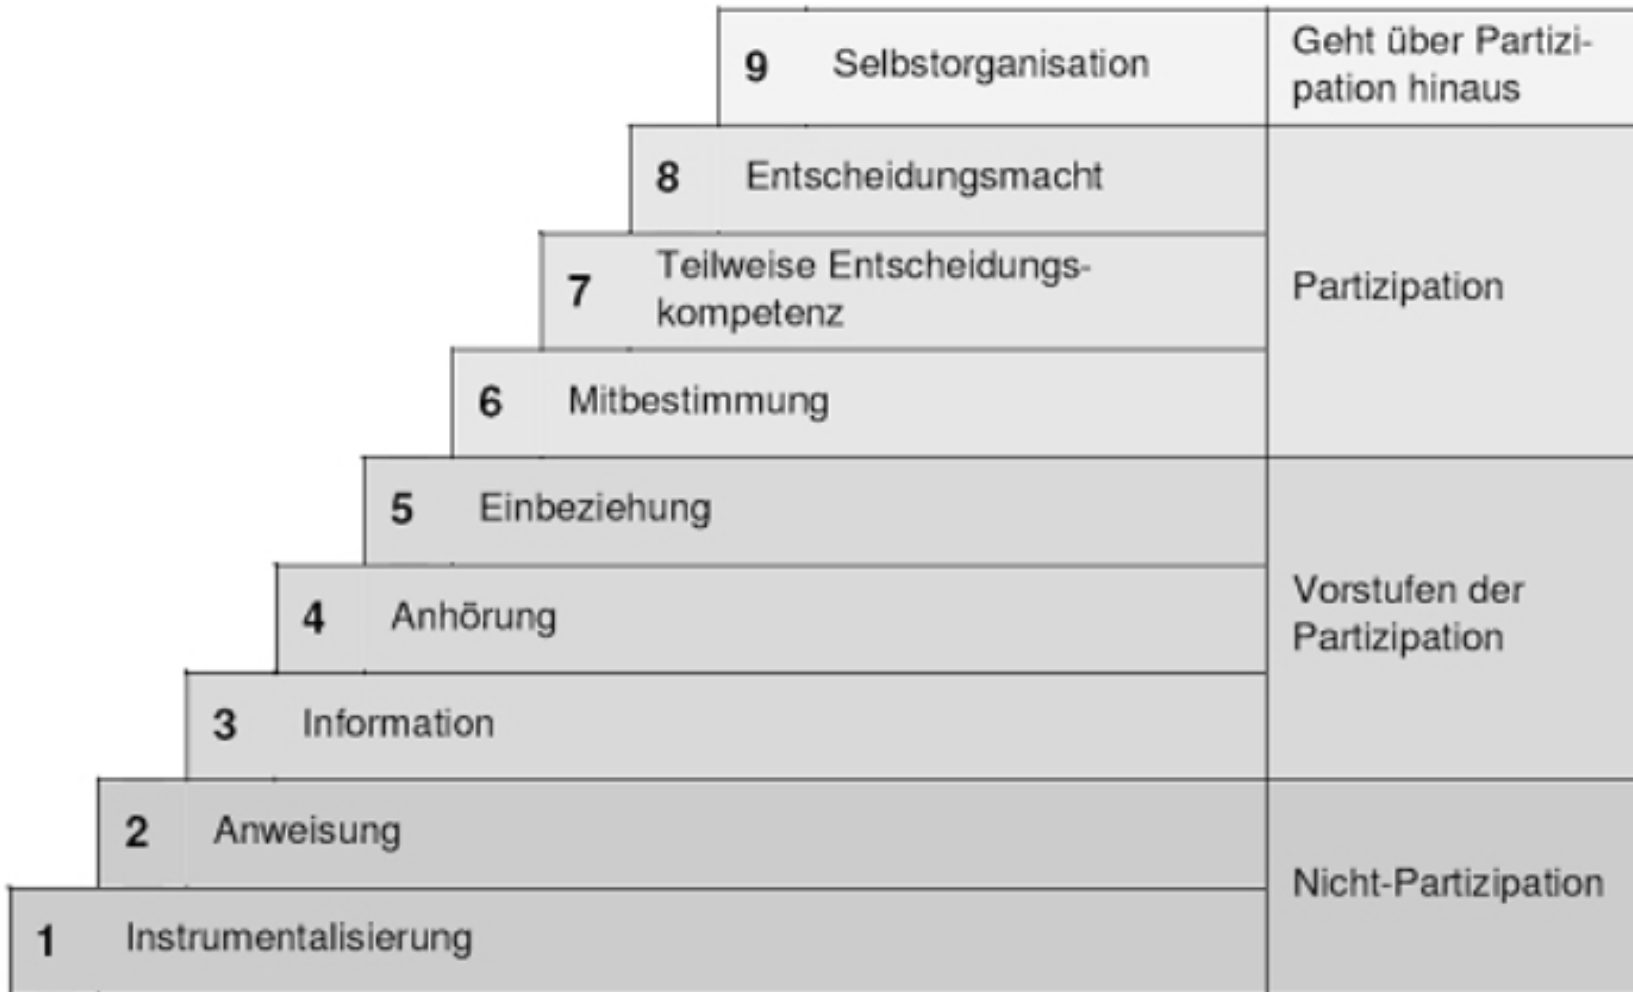 9 Selbstorganisation
Geht über Partizi-
pation hinaus
8 Entscheidungsmacht
7 Teilweise Entscheidungs-
kompetenz
Partizipation
6 Mitbestimmung
5 Einbeziehung
4 Anhörung
Vorstufen der
Partizipation
3 Information
2 Anweisung
Nicht-Partizipation
1 Instrumentalisierung